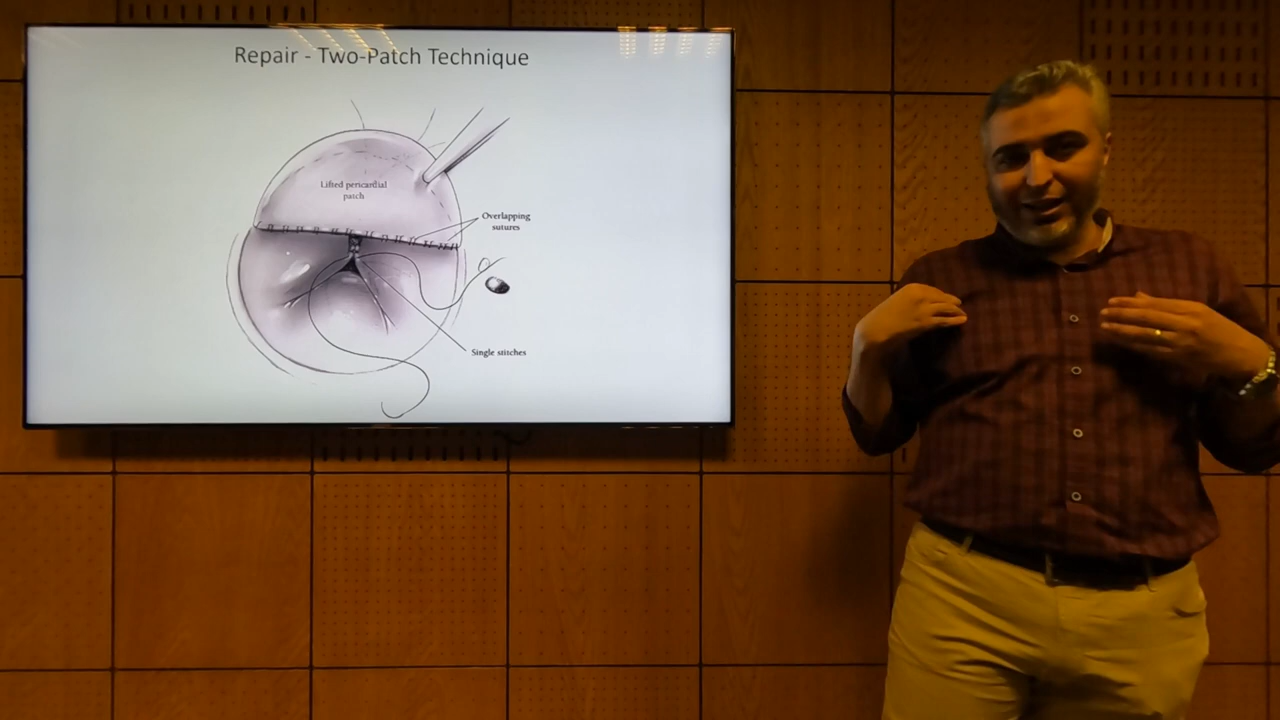 Repair - Two-Patch Technique
Lifted pericardial
patch
Overlapping
sutures
Single stitches